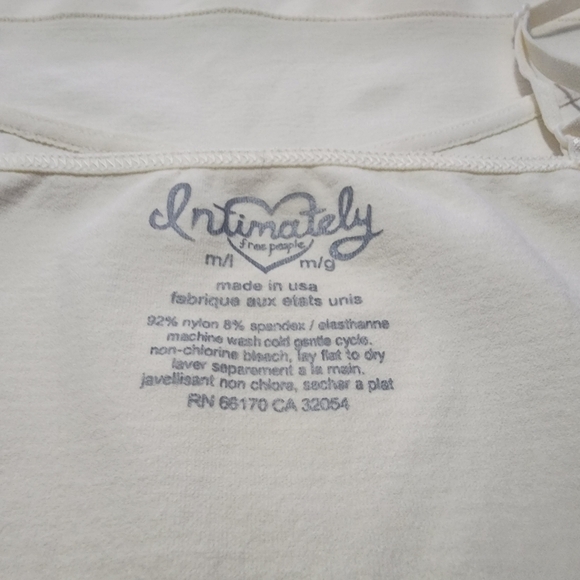 Intimately
free people
m/l m/g
made in usa
fabrique aux etats unis
92% nylon 8% spandex / elasthanne
machine wash cold gentle cycle.
non-chlorine bleach, lay flat to dry
laver separement a la main.
javellisant non chlore, sechar a plat
RN 66170 CA 32054